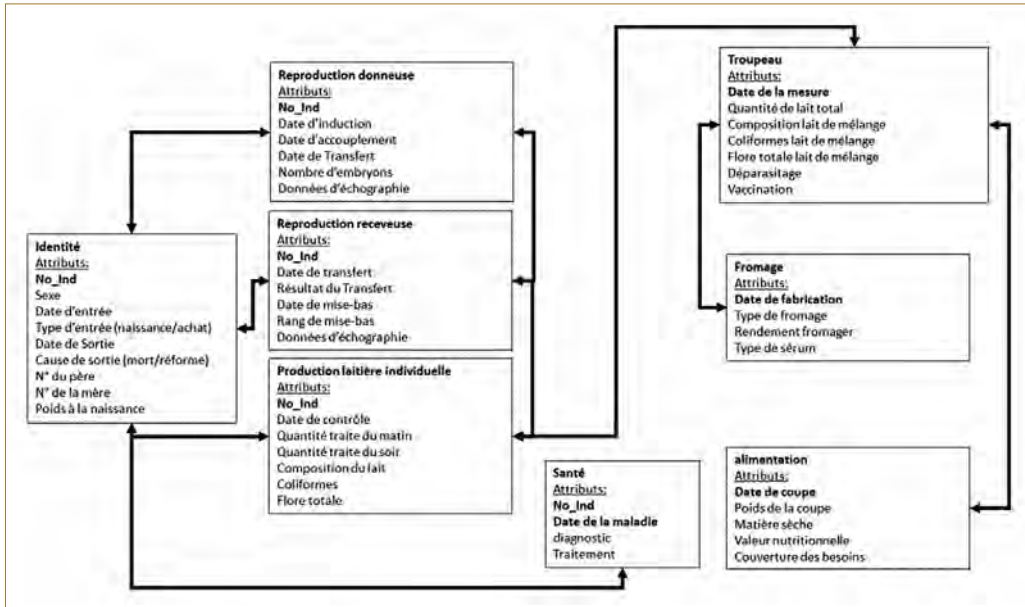 Reproduction donneuse
Attributs:
No_Ind
Date d'induction
Date d'accouplement
Date de Transfert
Nombre d'embryons
Données d'échographie
Reproduction receveuse
Attributs:
No_Ind
Date de transfert
Résultat du Transfert
Date de mise-bas
Rang de mise-bas
Données d'échographie
Identité
Attributs:
No_Ind
Sexe
Date d'entrée
Type d'entrée (naissance/achat)
Date de Sortie
Cause de sortie (mort/réforme)
N° du père
N° de la mère
Poids à la naissance
Production laitière individuelle
Attributs:
No_Ind
Date de contrôle
Quantité traite du matin
Quantité traite du soir
Composition du lait
Coliformes
Flore totale
Santé
Attributs:
No_Ind
Date de la maladie
diagnostic
Traitement
Troupeau
Attributs:
Date de la mesure
Quantité de lait total
Composition lait de mélange
Coliformes lait de mélange
Flore totale lait de mélange
Déparasitage
Vaccination
Fromage
Attributs:
Date de fabrication
Type de fromage
Rendement fromager
Type de sérum
alimentation
Attributs:
Date de coupe
Poids de la coupe
Matière sèche
Valeur nutritionnelle
Couverture des besoins